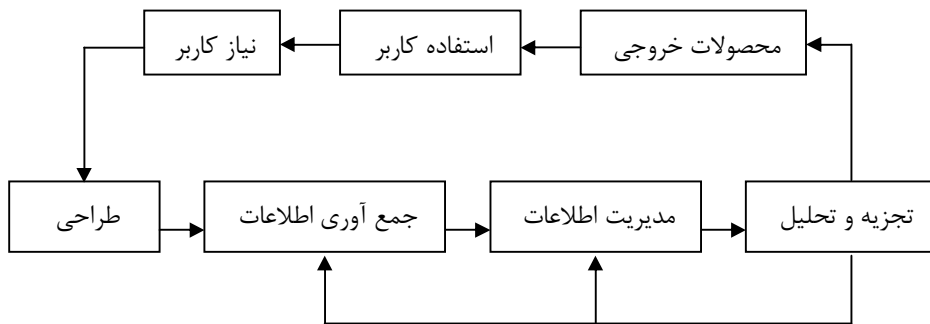 محصولات خروجی
استفاده کاربر
نیاز کاربر
تجزیه و تحلیل
مدیریت اطلاعات
جمع آوری اطلاعات
طراحی